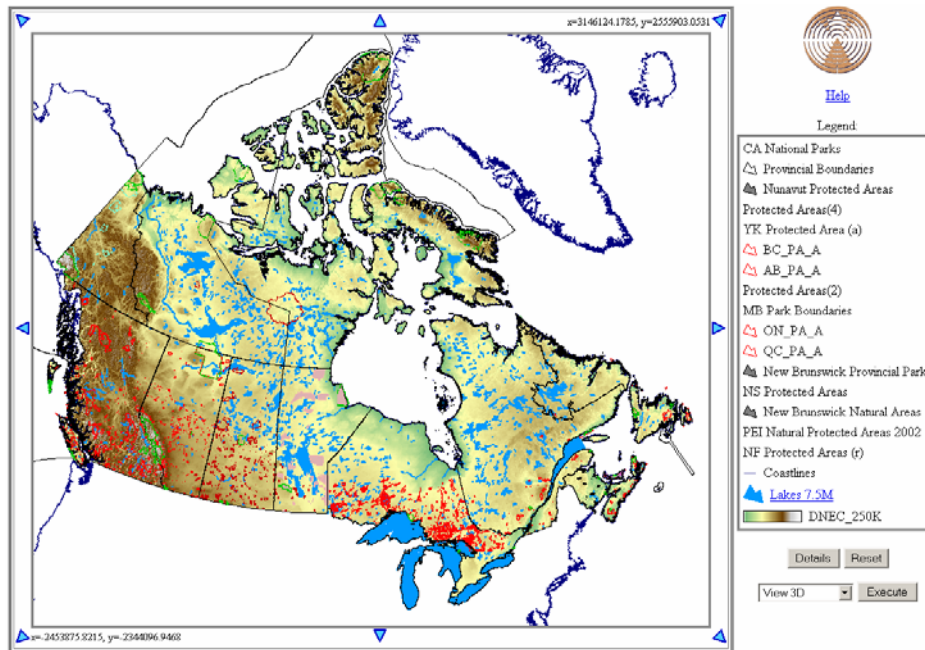 x=3146124.1785, y=2555903.0531
Help
Legend:
CA National Parks
Provincial Boundaries
Nunavut Protected Areas
Protected Areas(4)
YK Protected Area (a)
BC_PA_A
AB_PA_A
Protected Areas(2)
MB Park Boundaries
ON_PA_A
QC_PA_A
New Brunswick Provincial Park
NS Protected Areas
New Brunswick Natural Areas
PEI Natural Protected Areas 2002
NF Protected Areas (r)
Coastlines
Lakes 7.5M
DNEC_250K
Details Reset
View 3D Execute
x=-2453875.8215, y=-2344096.9468